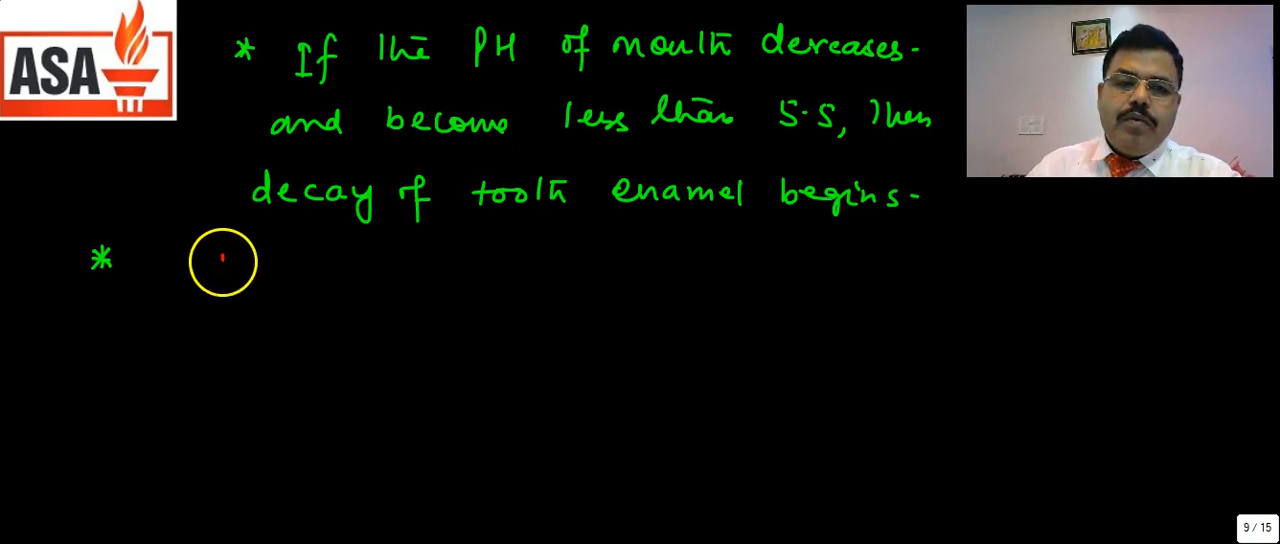 ASA
* If the PH of mouth dereases.
and become less than 5.5, then
decay of tooth enamel begins.
*
9 / 15